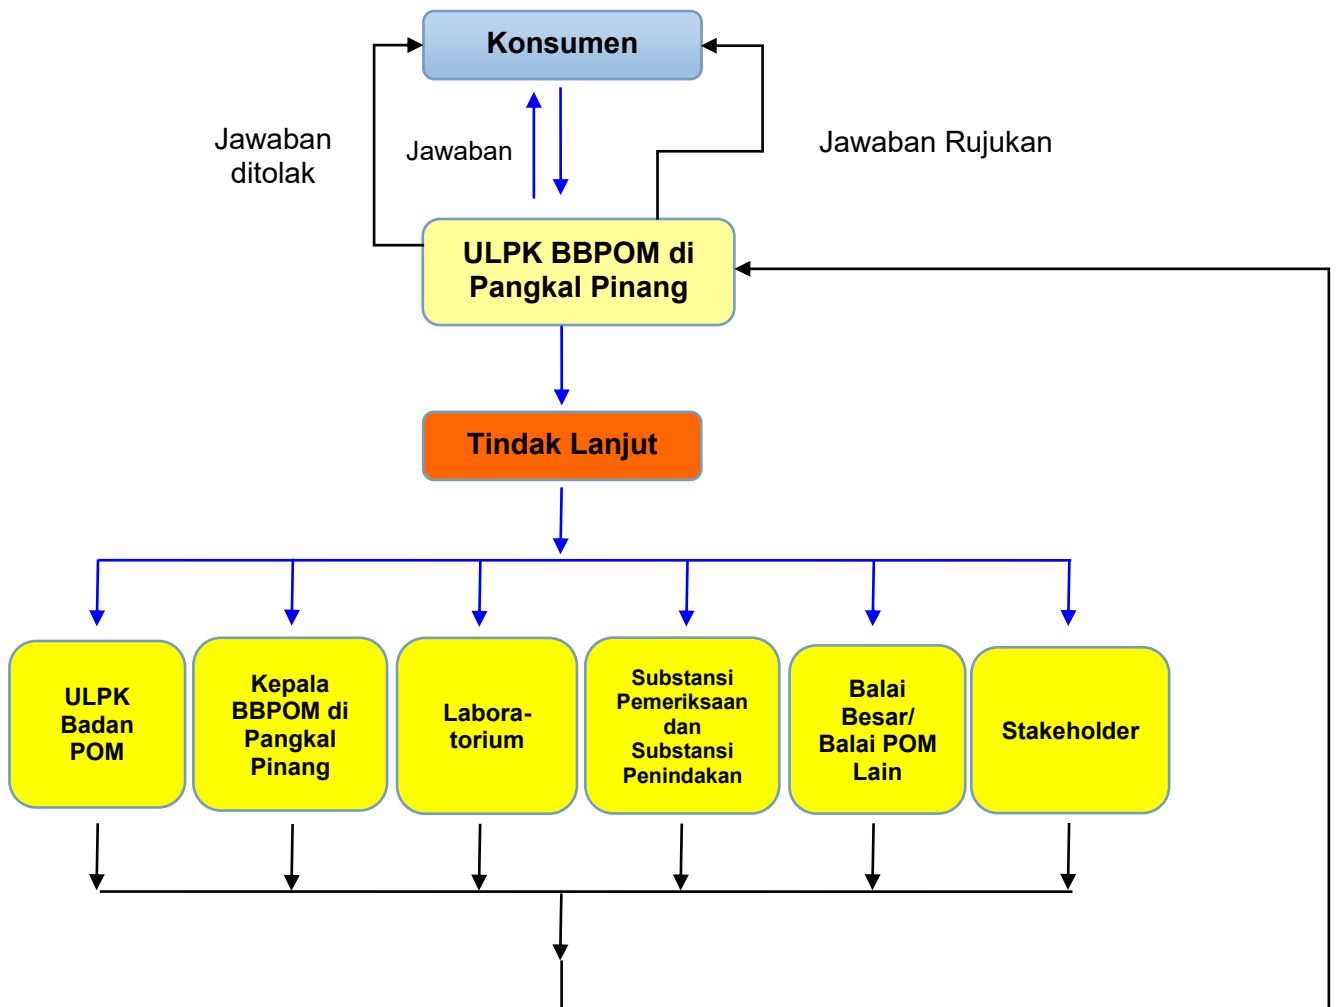 Konsumen
Jawaban
ditolak
Jawaban
Jawaban Rujukan
ULPK BBPOM di
Pangkal Pinang
Tindak Lanjut
ULPK
Badan
POM
Kepala
BBPOM di
Pangkal
Pinang
Labora-
torium
Substansi
Pemeriksaan
dan
Substansi
Penindakan
Balai
Besar/
Balai POM
Lain
Stakeholder